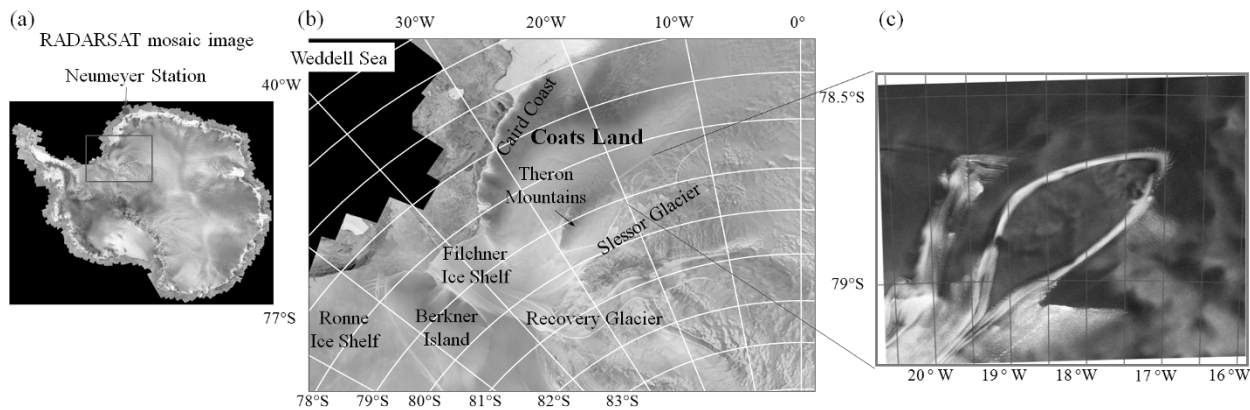 (a)
RADARSAT mosaic image
Neumeyer Station
(b)
30°W
20°W
10°W
0°
40°W
77°S
Weddell Sea
Caird Coast
Coats Land
Theron
Mountains
Slessor Glacier
Filchner
Ice Shelf
Ronne
Ice Shelf
Berkner
Island
Recovery Glacier
78°S 79°S 80°S 81°S 82°S 83°S
(c)
78.5°S
79°S
20°W 19°W 18°W 17°W 16°W